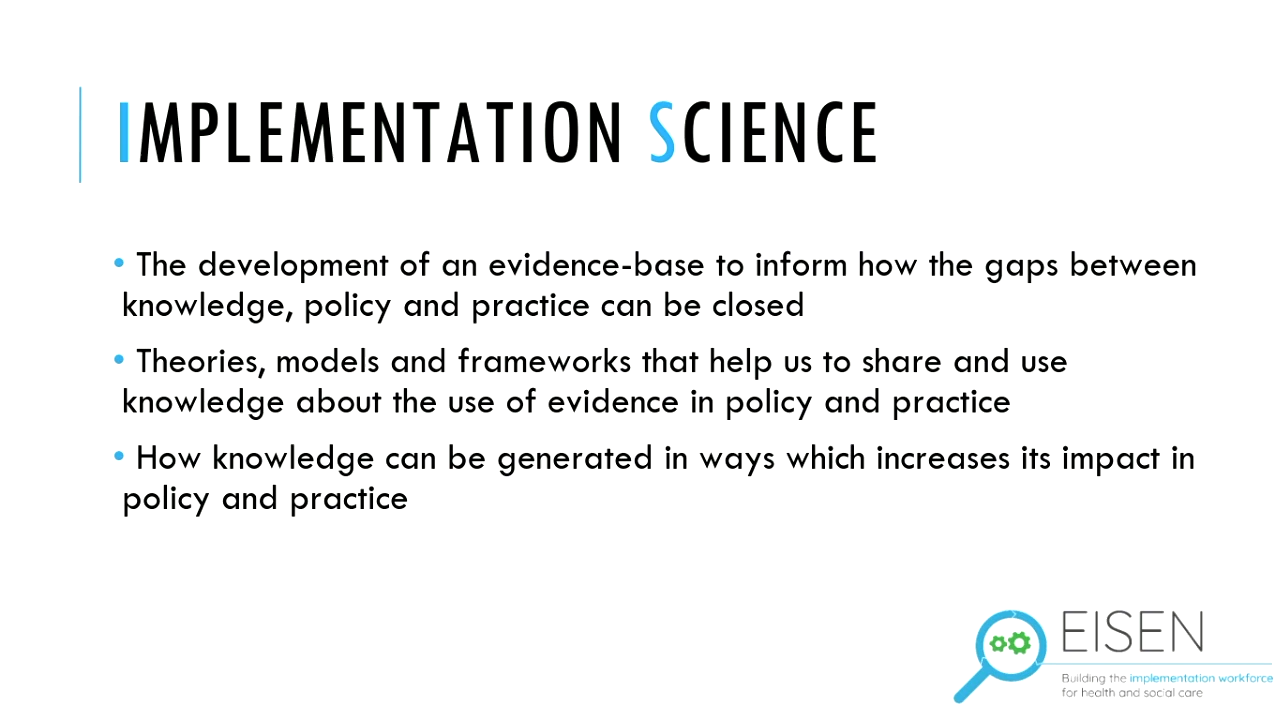 IMPLEMENTATION SCIENCE
• The development of an evidence-base to inform how the gaps between
knowledge, policy and practice can be closed
• Theories, models and frameworks that help us to share and use
knowledge about the use of evidence in policy and practice
• How knowledge can be generated in ways which increases its impact in
policy and practice
EISEN
Building the implementation workforce
for health and social care